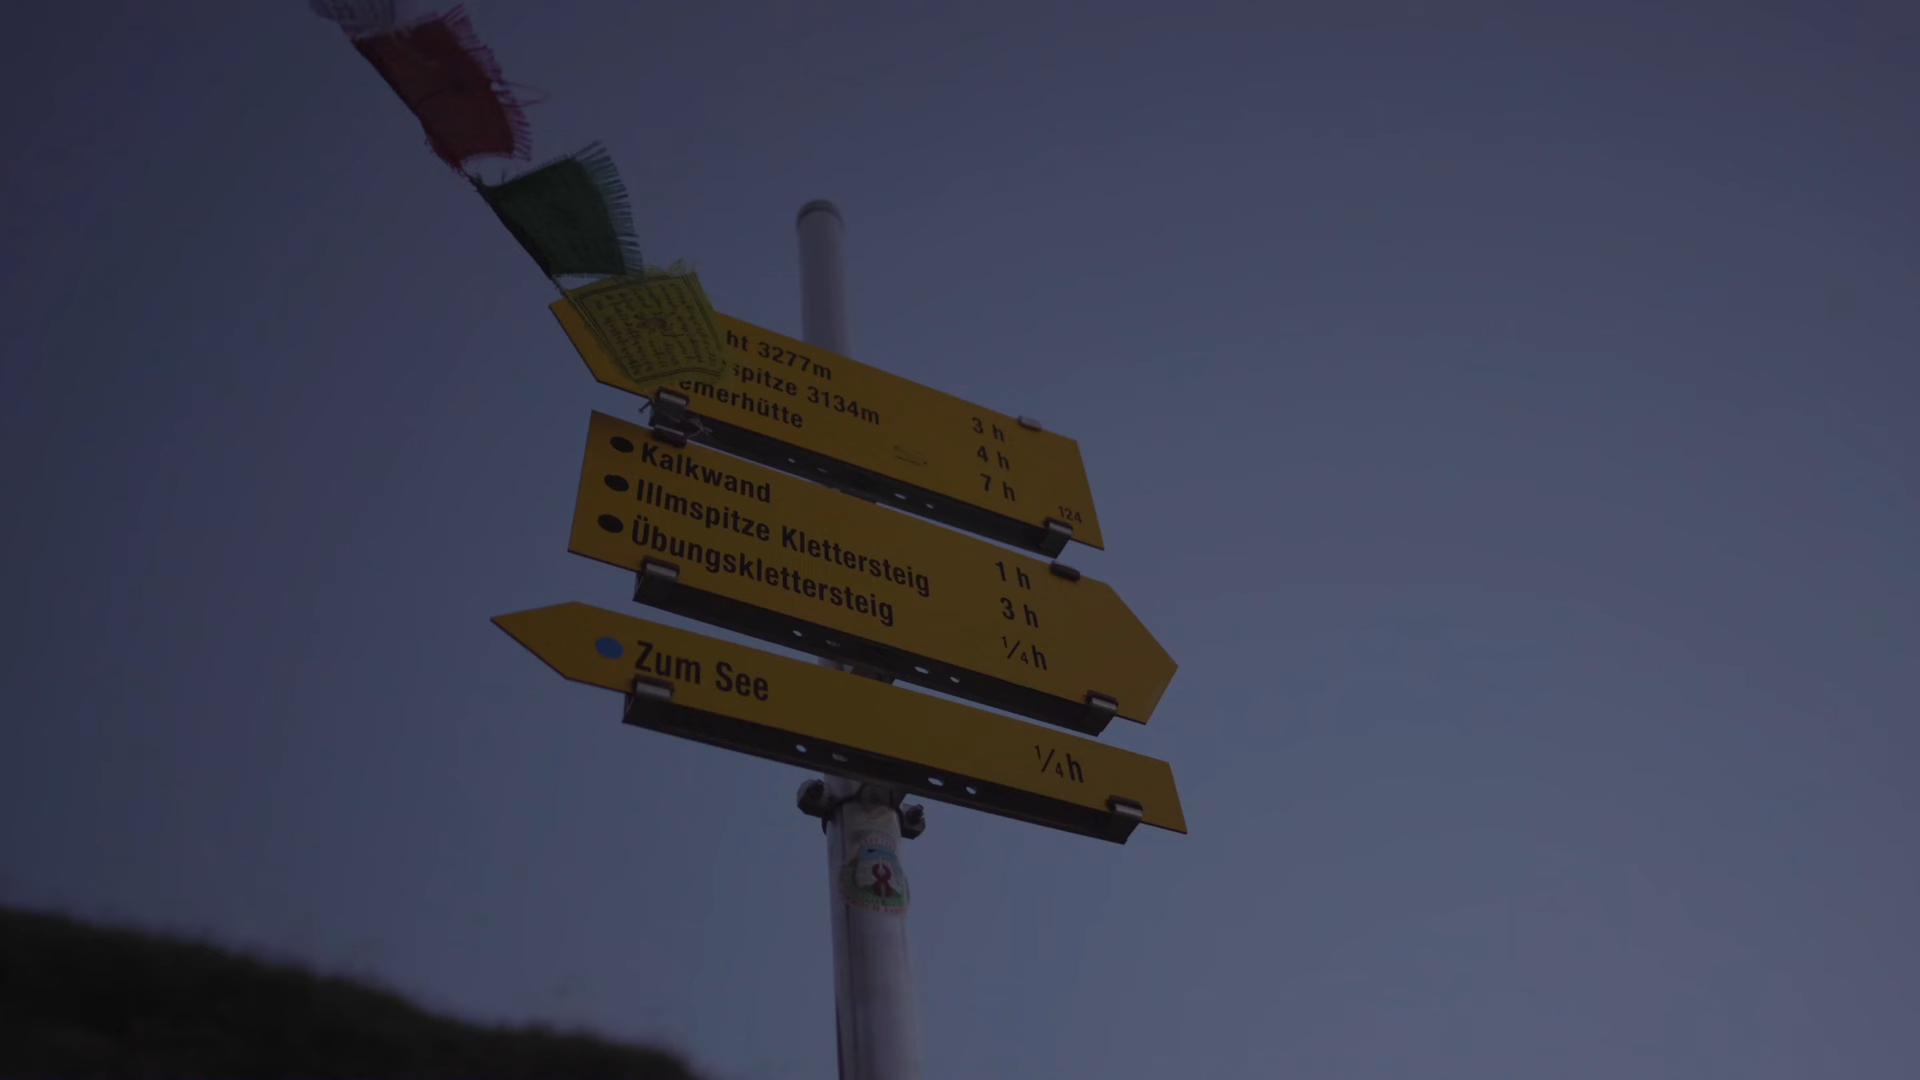 ht 3277m 3 h
spitze 3134m 4 h
emerhütte 7 h
124
Kalkwand 1 h
Illmspitze Klettersteig 3 h
Übungsklettersteig 1/4 h
Zum See 1/4 h